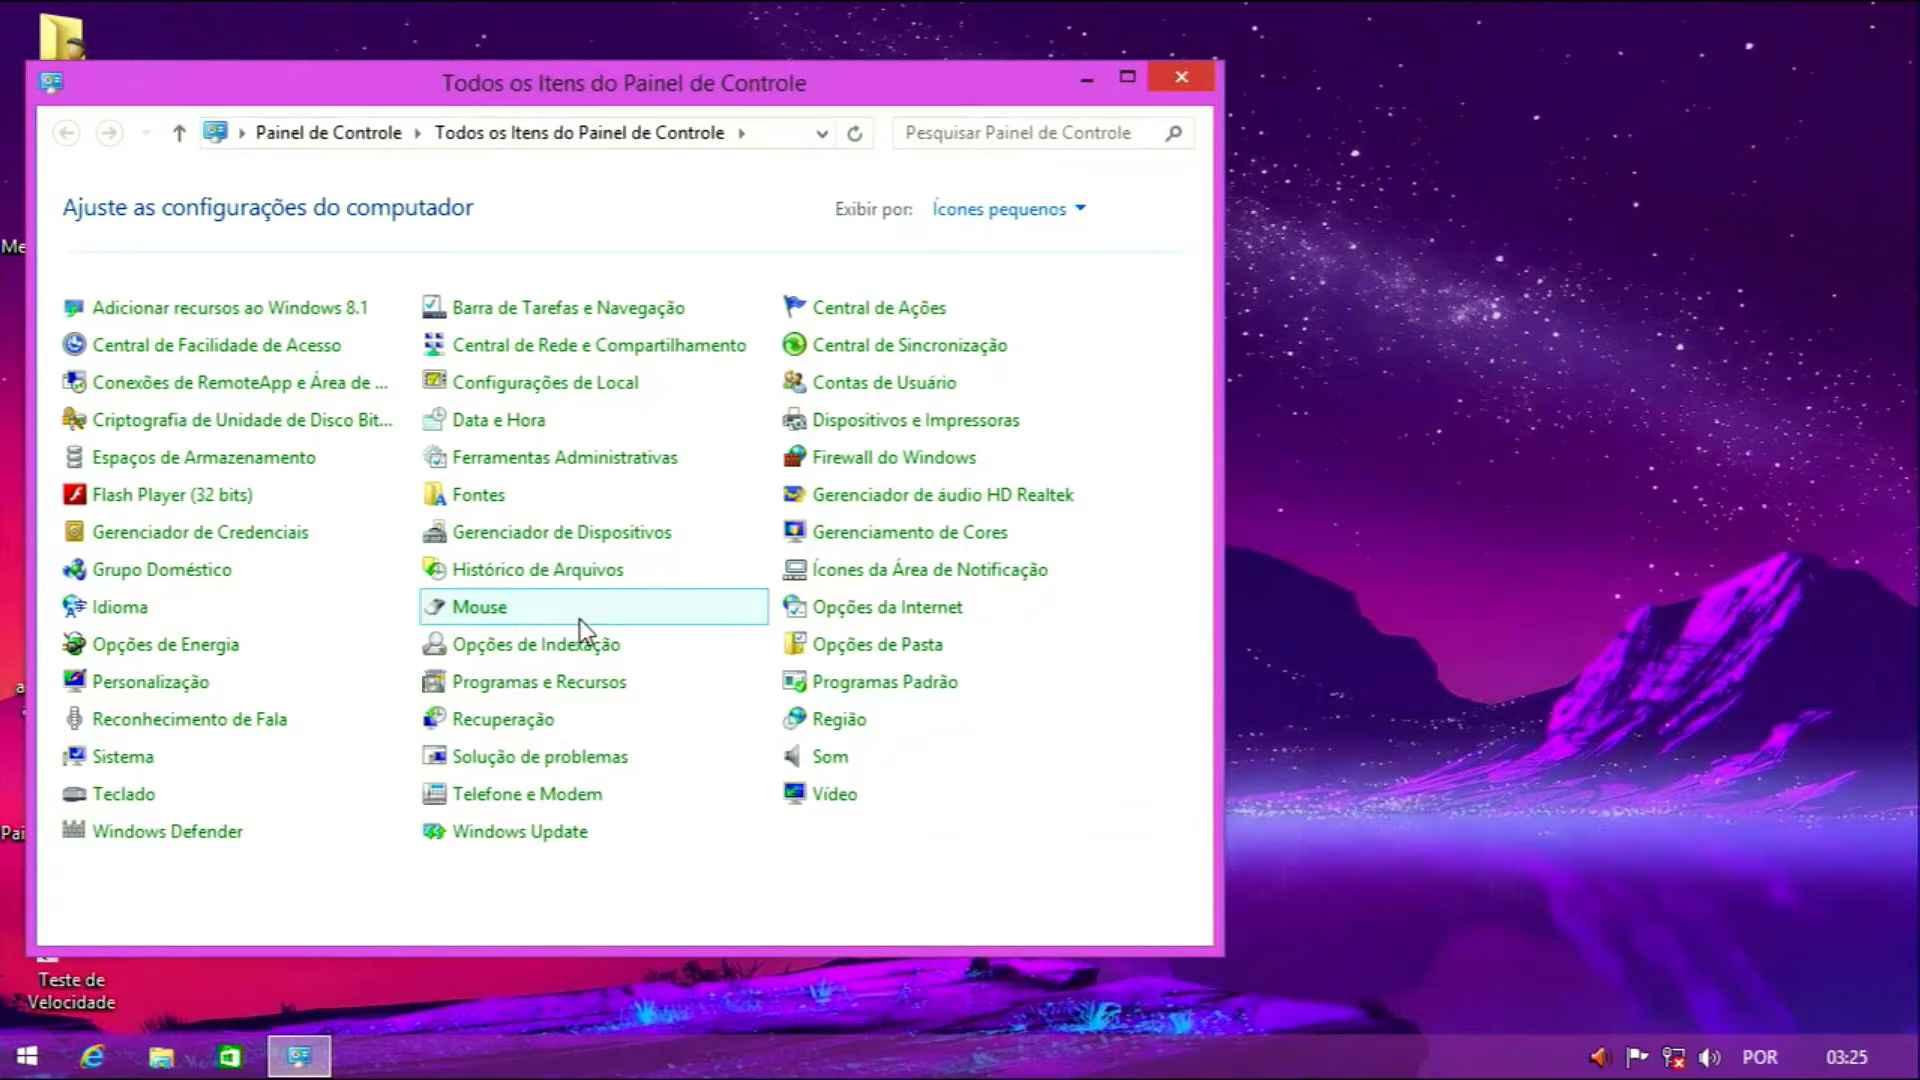 Todos os Itens do Painel de Controle
Painel de Controle
Todos os Itens do Painel de Controle
Pesquisar Painel de Controle
Ajuste as configurações do computador
Exibir por: Ícones pequenos
Adicionar recursos ao Windows 8.1
Barra de Tarefas e Navegação
Central de Ações
Central de Facilidade de Acesso
Central de Rede e Compartilhamento
Central de Sincronização
Conexões de RemoteApp e Área de ...
Configurações de Local
Contas de Usuário
Criptografia de Unidade de Disco Bit...
Data e Hora
Dispositivos e Impressoras
Espaços de Armazenamento
Ferramentas Administrativas
Firewall do Windows
Flash Player (32 bits)
Fontes
Gerenciador de áudio HD Realtek
Gerenciador de Credenciais
Gerenciador de Dispositivos
Gerenciamento de Cores
Grupo Doméstico
Histórico de Arquivos
Ícones da Área de Notificação
Idioma
Mouse
Opções da Internet
Opções de Energia
Opções de Indexação
Opções de Pasta
Personalização
Programas e Recursos
Programas Padrão
Reconhecimento de Fala
Recuperação
Região
Sistema
Solução de problemas
Som
Teclado
Telefone e Modem
Vídeo
Windows Defender
Windows Update
Me
Pai
Teste de
Velocidade
POR
03:25